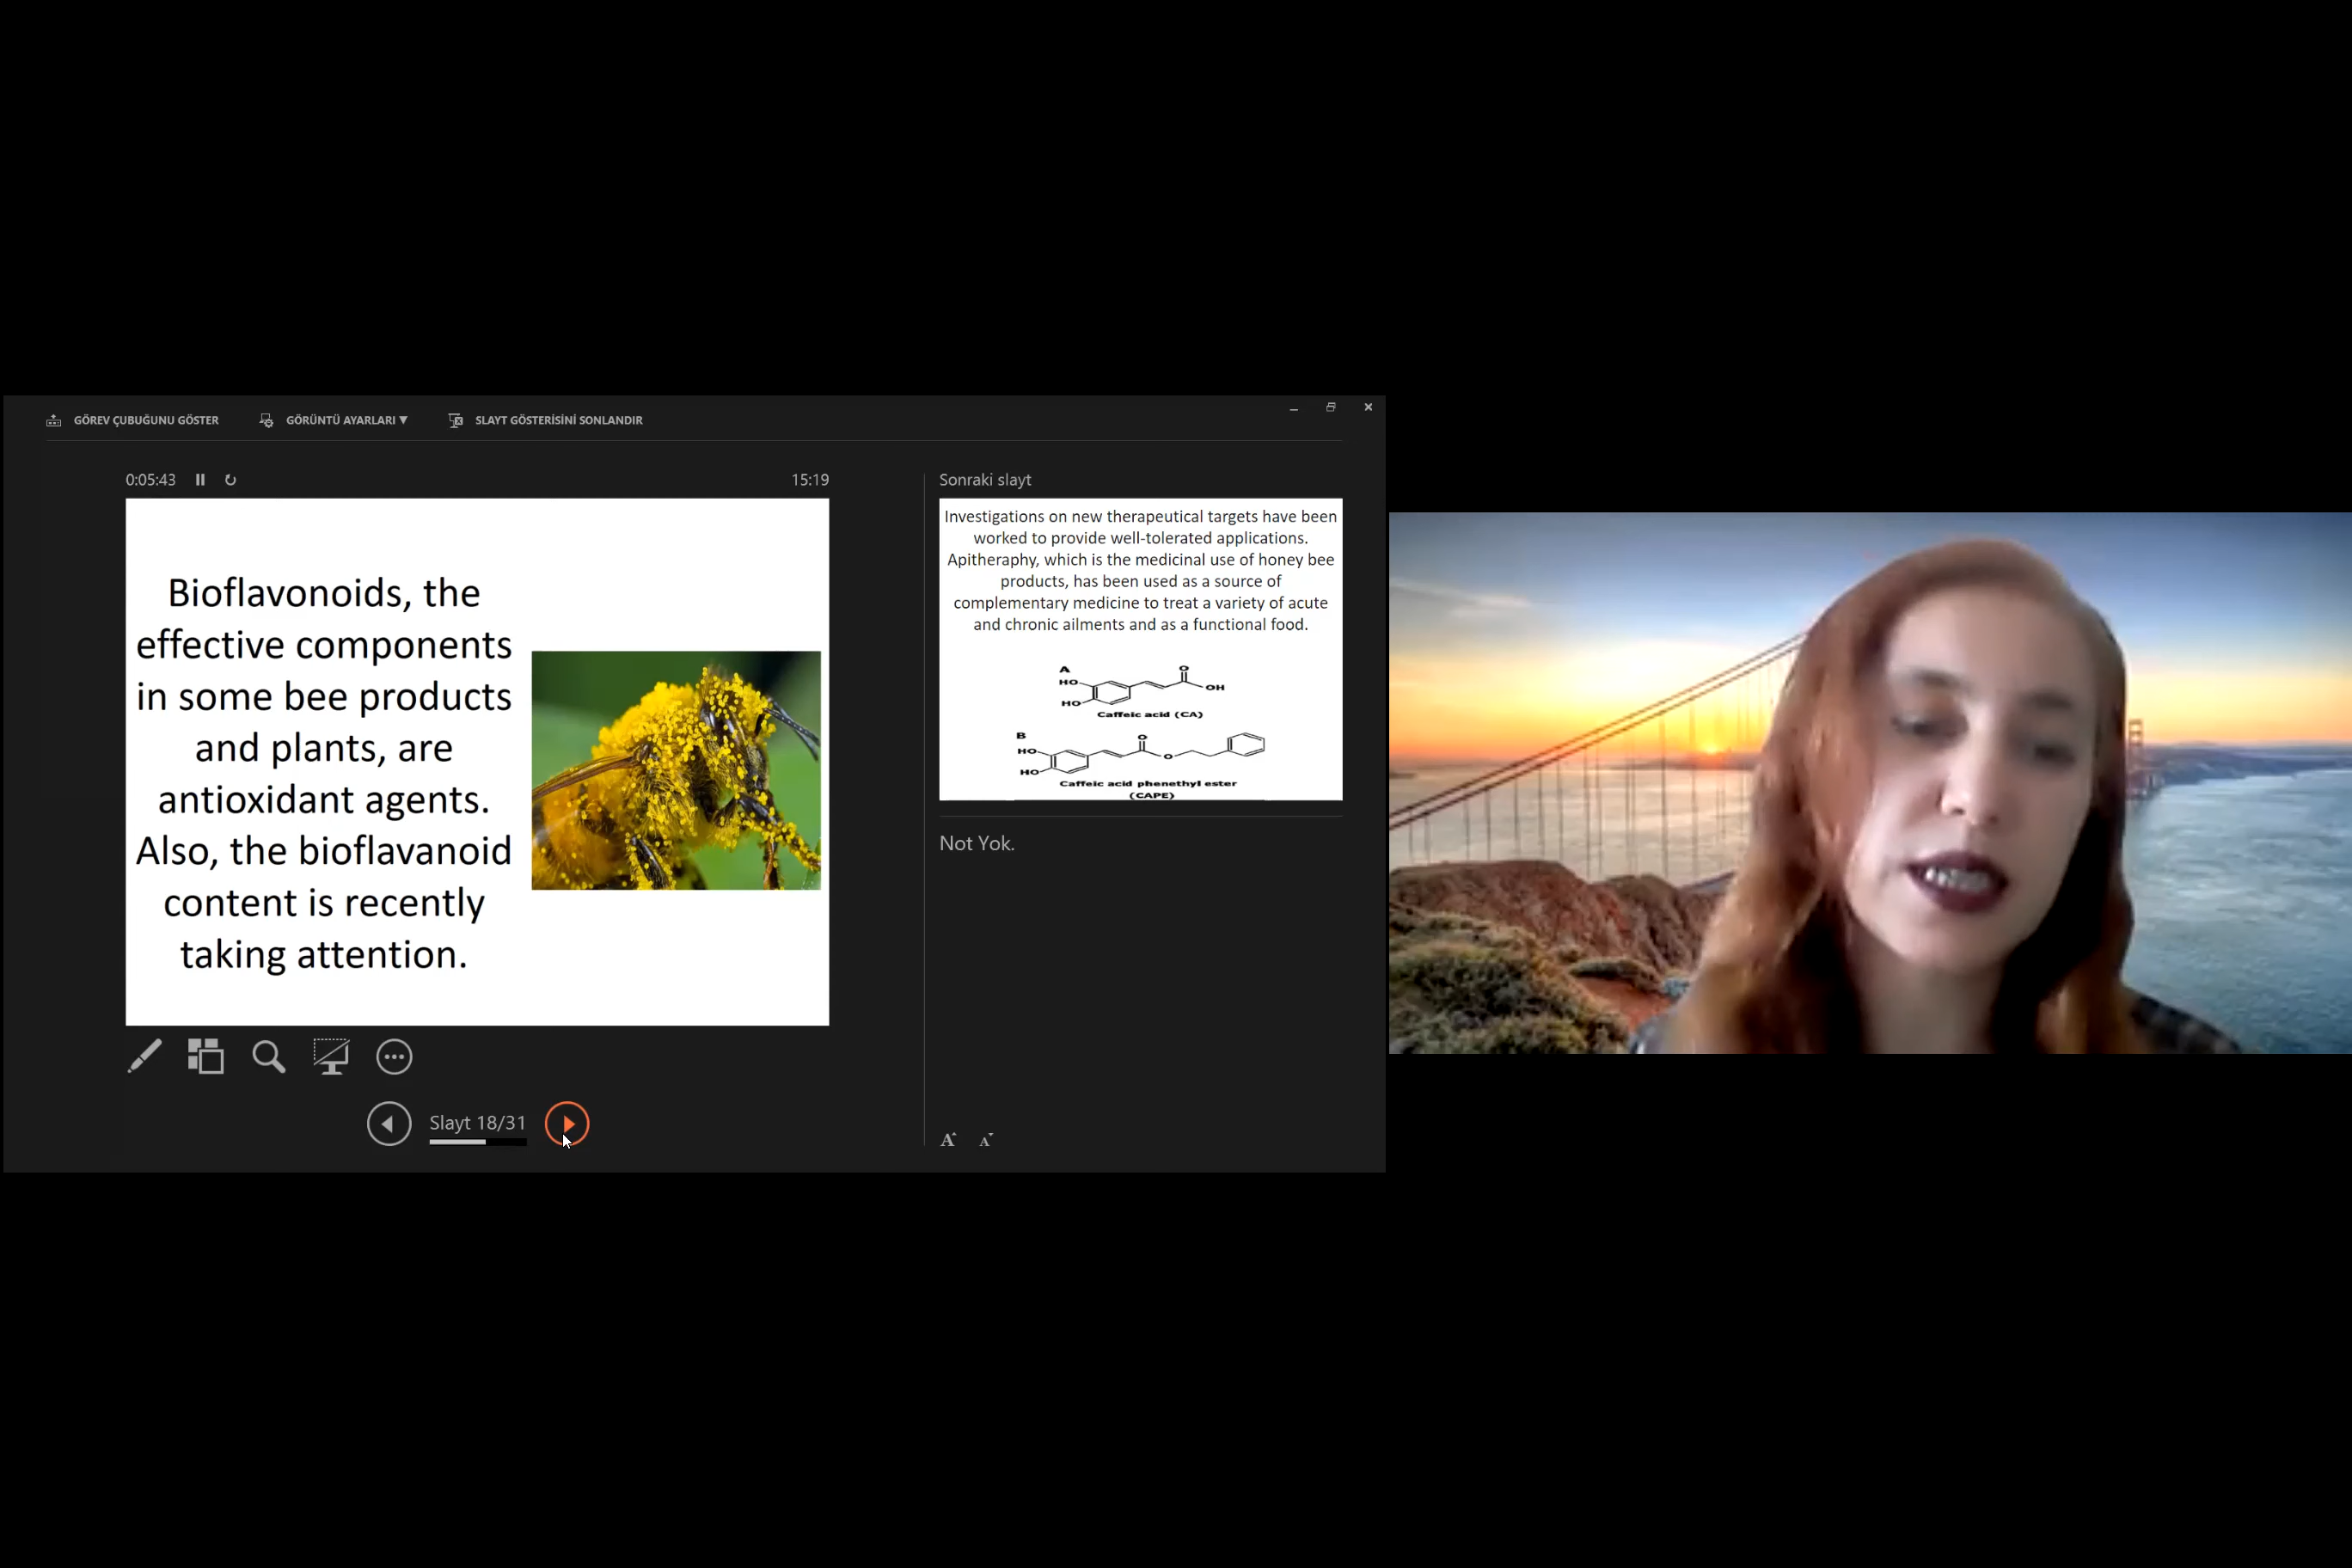 GÖREV ÇUBUĞUNU GÖSTER
GÖRÜNTÜ AYARLARI ▼
SLAYT GÖSTERİSİNİ SONLANDIR
0:05:43
15:19
Bioflavonoids, the
effective components
in some bee products
and plants, are
antioxidant agents.
Also, the bioflavanoid
content is recently
taking attention.
Slayt 18/31
Sonraki slayt
Investigations on new therapeutical targets have been
worked to provide well-tolerated applications.
Apitheraphy, which is the medicinal use of honey bee
products, has been used as a source of
complementary medicine to treat a variety of acute
and chronic ailments and as a functional food.
A
O
HO
OH
HO
Caffeic acid (CA)
B
O
HO
O
HO
Caffeic acid phenethyl ester
(CAPE)
Not Yok.
A A